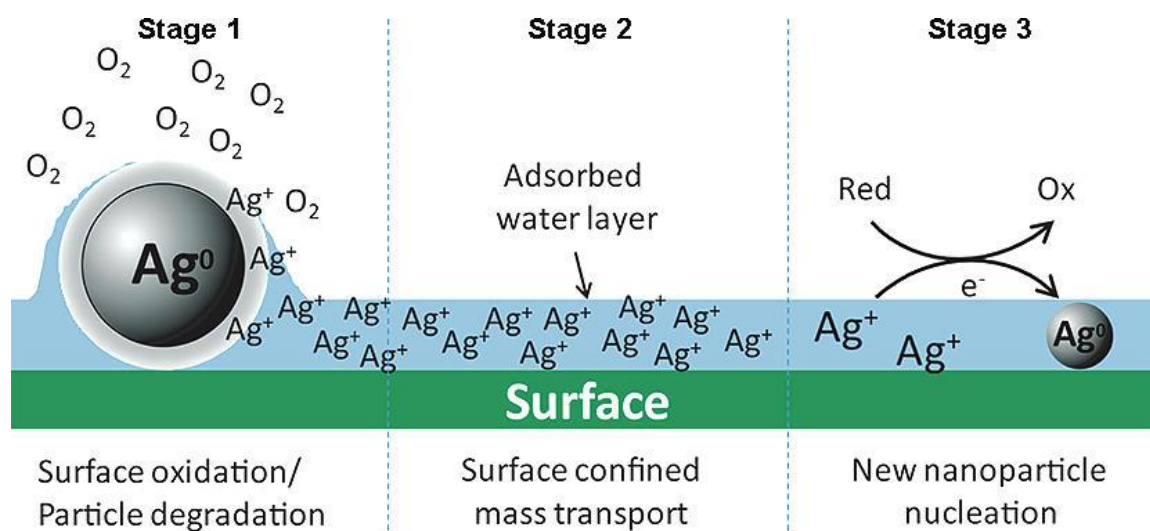 Stage 1
Stage 2
Stage 3
O₂
O₂
O₂
O₂
O₂
O₂
O₂
O₂
Ag⁺
Ag⁺
Ag⁺
Ag⁰
Ag⁺
Ag⁺
Ag⁺
Ag⁺
Adsorbed
water layer
Ag⁺
Ag⁺
Ag⁺
Ag⁺
Ag⁺
Ag⁺
Ag⁺
Ag⁺
Ag⁺
Ag⁺
Red
Ox
e⁻
Ag⁺
Ag⁺
Ag⁰
Surface
Surface oxidation/
Particle degradation
Surface confined
mass transport
New nanoparticle
nucleation